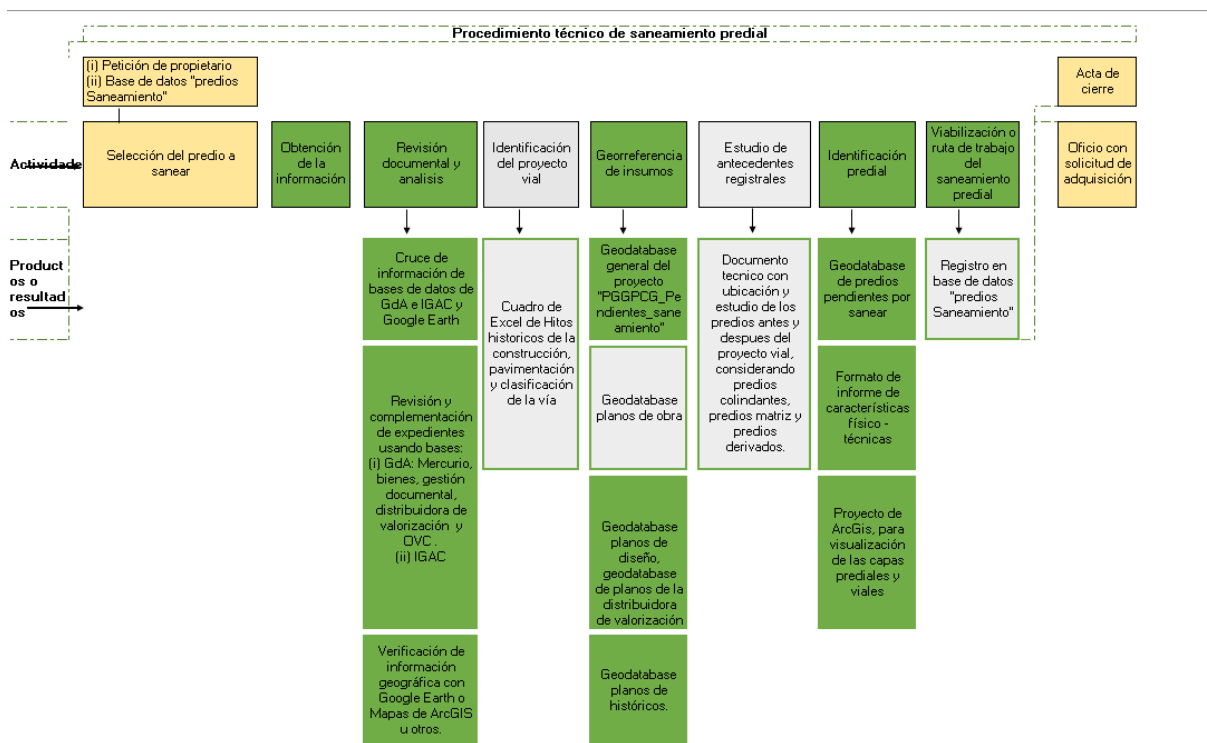 Procedimiento técnico de saneamiento predial
(i) Petición de propietario
(ii) Base de datos "predios
Saneamiento"
Acta de
cierre
Actividade
Selección del predio a
sanear
Obtención
de la
información
Revisión
documental y
analisis
Identificación
del proyecto
vial
Georreferencia
de insumos
Estudio de
antecedentes
registrales
Identificación
predial
Viabilización o
ruta de trabajo
del
saneamiento
predial
Oficio con
solicitud de
adquisición
Product
os o
resultad
os
Cruce de
información de
bases de datos de
GdA e IGAC y
Google Earth
Revisión y
complementación
de expedientes
usando bases:
(i) GdA: Mercurio,
bienes, gestión
documental,
distribuidora de
valorización y
OVC .
(ii) IGAC
Verificación de
información
geográfica con
Google Earth o
Mapas de ArcGIS
u otros.
Cuadro de
Excel de Hitos
historicos de la
construcción,
pavimentación
y clasificación
de la vía
Geodatabase
general del
proyecto
"PGGPCG_Pe
ndientes_sane
amiento"
Geodatabase
planos de obra
Geodatabase
planos de
diseño,
geodatabase
de planos de la
distribuidora
de valorización
Geodatabase
planos de
históricos.
Documento
tecnico con
ubicación y
estudio de los
predios antes y
despues del
proyecto vial,
considerando
predios
colindantes,
predios matriz y
predios
derivados.
Geodatabase
de predios
pendientes por
sanear
Formato de
informe de
características
físico -
técnicas
Proyecto de
ArcGis, para
visualización
de las capas
prediales y
viales
Registro en
base de datos
"predios
Saneamiento"